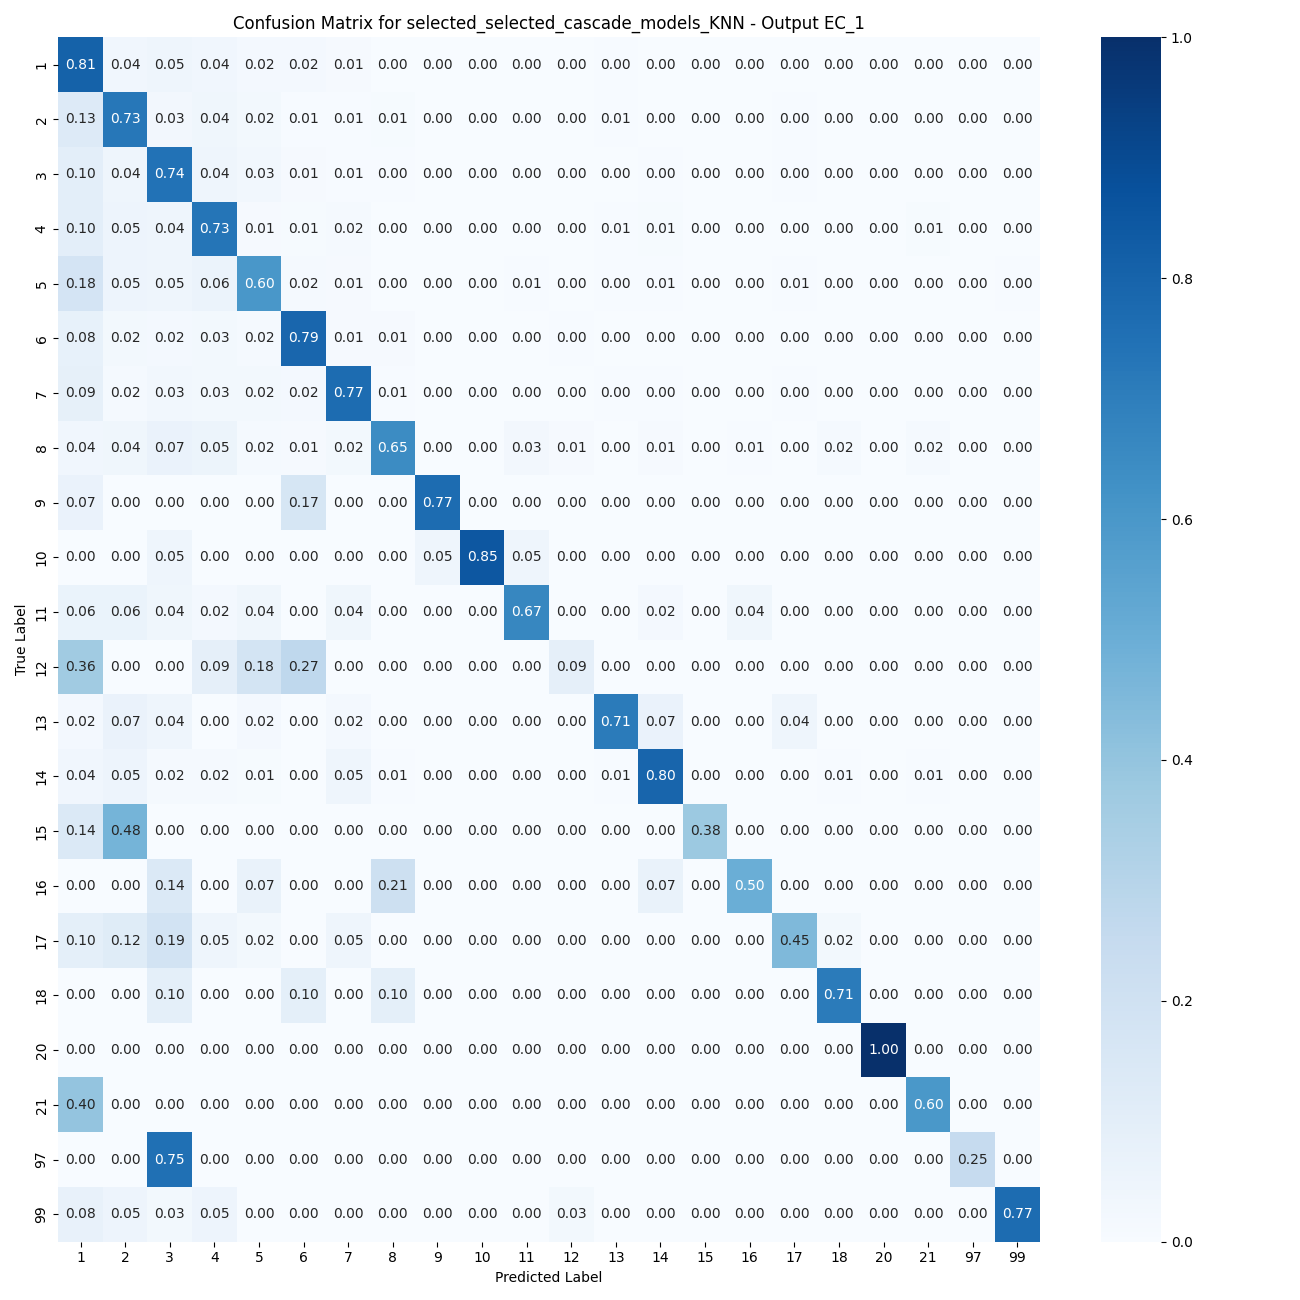 Confusion Matrix for selected_selected_cascade_models_KNN - Output EC_1
1 0.81 0.04 0.05 0.04 0.02 0.02 0.01 0.00 0.00 0.00 0.00 0.00 0.00 0.00 0.00 0.00 0.00 0.00 0.00 0.00 0.00 0.00
2 0.13 0.73 0.03 0.04 0.02 0.01 0.01 0.01 0.00 0.00 0.00 0.00 0.01 0.00 0.00 0.00 0.00 0.00 0.00 0.00 0.00 0.00
3 0.10 0.04 0.74 0.04 0.03 0.01 0.01 0.00 0.00 0.00 0.00 0.00 0.00 0.00 0.00 0.00 0.00 0.00 0.00 0.00 0.00 0.00
4 0.10 0.05 0.04 0.73 0.01 0.01 0.02 0.00 0.00 0.00 0.00 0.00 0.01 0.01 0.00 0.00 0.00 0.00 0.00 0.01 0.00 0.00
5 0.18 0.05 0.05 0.06 0.60 0.02 0.01 0.00 0.00 0.00 0.01 0.00 0.00 0.01 0.00 0.00 0.01 0.00 0.00 0.00 0.00 0.00
6 0.08 0.02 0.02 0.03 0.02 0.79 0.01 0.01 0.00 0.00 0.00 0.00 0.00 0.00 0.00 0.00 0.00 0.00 0.00 0.00 0.00 0.00
7 0.09 0.02 0.03 0.03 0.02 0.02 0.77 0.01 0.00 0.00 0.00 0.00 0.00 0.00 0.00 0.00 0.00 0.00 0.00 0.00 0.00 0.00
8 0.04 0.04 0.07 0.05 0.02 0.01 0.02 0.65 0.00 0.00 0.03 0.01 0.00 0.01 0.00 0.01 0.00 0.02 0.00 0.02 0.00 0.00
9 0.07 0.00 0.00 0.00 0.00 0.17 0.00 0.00 0.77 0.00 0.00 0.00 0.00 0.00 0.00 0.00 0.00 0.00 0.00 0.00 0.00 0.00
10 0.00 0.00 0.05 0.00 0.00 0.00 0.00 0.00 0.05 0.85 0.05 0.00 0.00 0.00 0.00 0.00 0.00 0.00 0.00 0.00 0.00 0.00
11 0.06 0.06 0.04 0.02 0.04 0.00 0.04 0.00 0.00 0.00 0.67 0.00 0.00 0.02 0.00 0.04 0.00 0.00 0.00 0.00 0.00 0.00
12 0.36 0.00 0.00 0.09 0.18 0.27 0.00 0.00 0.00 0.00 0.00 0.09 0.00 0.00 0.00 0.00 0.00 0.00 0.00 0.00 0.00 0.00
13 0.02 0.07 0.04 0.00 0.02 0.00 0.02 0.00 0.00 0.00 0.00 0.00 0.71 0.07 0.00 0.00 0.04 0.00 0.00 0.00 0.00 0.00
14 0.04 0.05 0.02 0.02 0.01 0.00 0.05 0.01 0.00 0.00 0.00 0.00 0.01 0.80 0.00 0.00 0.00 0.01 0.00 0.01 0.00 0.00
15 0.14 0.48 0.00 0.00 0.00 0.00 0.00 0.00 0.00 0.00 0.00 0.00 0.00 0.00 0.38 0.00 0.00 0.00 0.00 0.00 0.00 0.00
16 0.00 0.00 0.14 0.00 0.07 0.00 0.00 0.21 0.00 0.00 0.00 0.00 0.00 0.07 0.00 0.50 0.00 0.00 0.00 0.00 0.00 0.00
17 0.10 0.12 0.19 0.05 0.02 0.00 0.05 0.00 0.00 0.00 0.00 0.00 0.00 0.00 0.00 0.00 0.45 0.02 0.00 0.00 0.00 0.00
18 0.00 0.00 0.10 0.00 0.00 0.10 0.00 0.10 0.00 0.00 0.00 0.00 0.00 0.00 0.00 0.00 0.00 0.71 0.00 0.00 0.00 0.00
20 0.00 0.00 0.00 0.00 0.00 0.00 0.00 0.00 0.00 0.00 0.00 0.00 0.00 0.00 0.00 0.00 0.00 0.00 1.00 0.00 0.00 0.00
21 0.40 0.00 0.00 0.00 0.00 0.00 0.00 0.00 0.00 0.00 0.00 0.00 0.00 0.00 0.00 0.00 0.00 0.00 0.00 0.60 0.00 0.00
97 0.00 0.00 0.75 0.00 0.00 0.00 0.00 0.00 0.00 0.00 0.00 0.00 0.00 0.00 0.00 0.00 0.00 0.00 0.00 0.00 0.25 0.00
99 0.08 0.05 0.03 0.05 0.00 0.00 0.00 0.00 0.00 0.00 0.00 0.03 0.00 0.00 0.00 0.00 0.00 0.00 0.00 0.00 0.00 0.77
1 2 3 4 5 6 7 8 9 10 11 12 13 14 15 16 17 18 20 21 97 99
Predicted Label
True Label
1.0
0.8
0.6
0.4
0.2
0.0